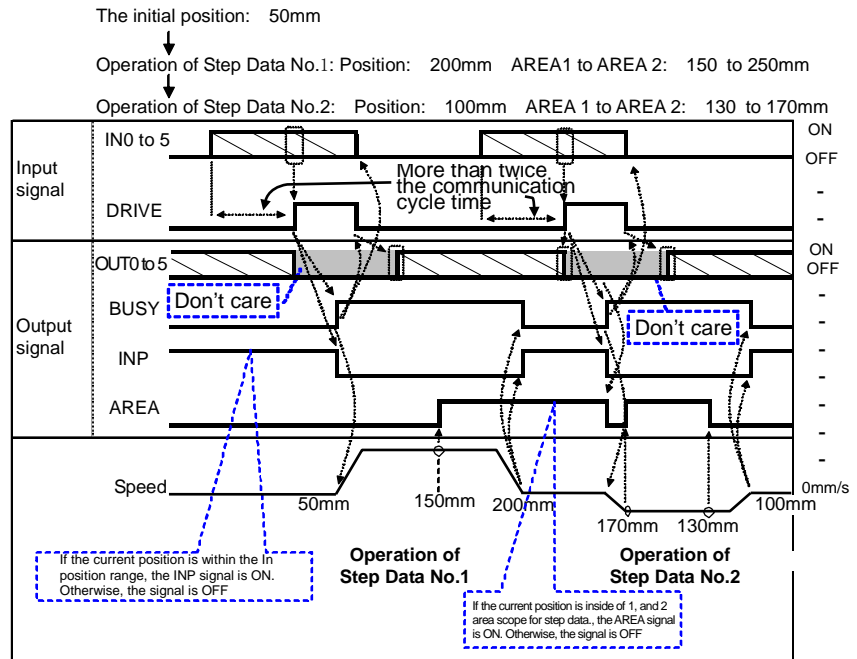 The initial position: 50mm
Operation of Step Data No.1: Position: 200mm AREA1 to AREA 2: 150 to 250mm
Operation of Step Data No.2: Position: 100mm AREA 1 to AREA 2: 130 to 170mm
Input
signal
IN0 to 5
ON
OFF
More than twice
the communication
cycle time
-
DRIVE
-
Output
signal
OUT0 to 5
ON
OFF
Don't care
BUSY
-
Don't care
-
INP
-
-
AREA
-
-
-
Speed
50mm
150mm
200mm
170mm
130mm
100mm
0mm/s
If the current position is within the In
position range, the INP signal is ON.
Otherwise, the signal is OFF
Operation of
Step Data No.1
Operation of
Step Data No.2
If the current position is inside of 1, and 2
area scope for step data., the AREA signal
is ON. Otherwise, the signal is OFF